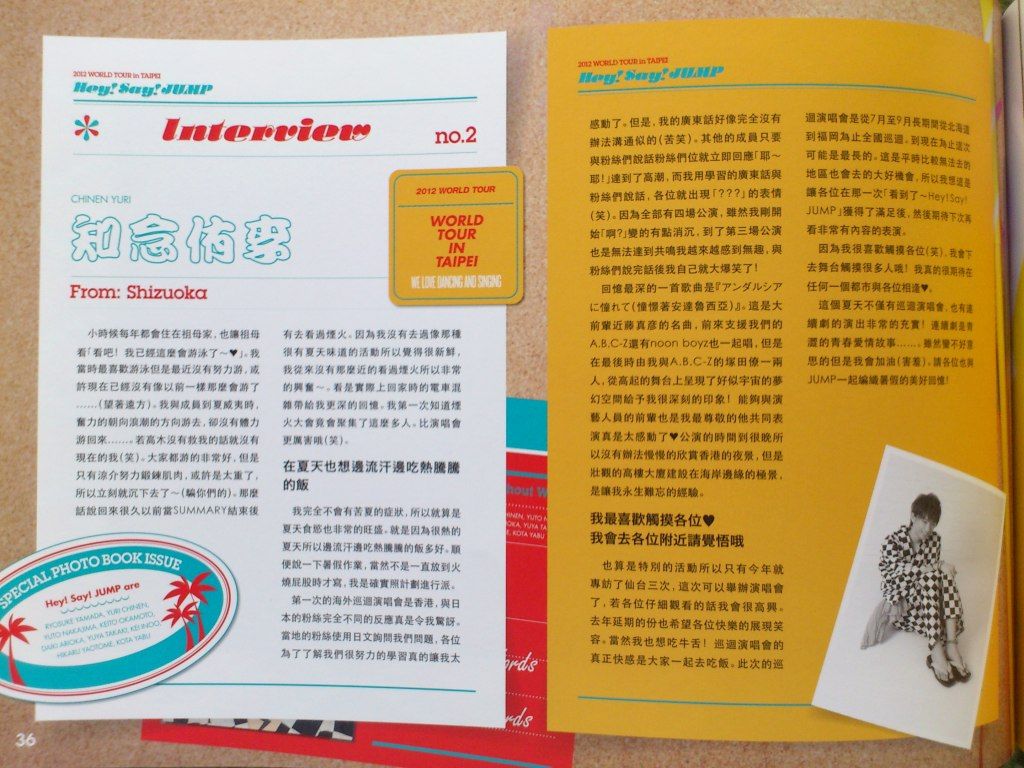 2012 WORLD TOUR in TAIPEI
Hey! Say! JUMP
Interview
no.2
CHINEN YURI
知念侑李
From: Shizuoka
2012 WORLD TOUR
WORLD
TOUR
IN
TAIPEI
WE LOVE DANCING AND SINGING
小時候每年都會住在祖母家,也讓祖母
看「看吧! 我已經這麼會游泳了~♥」。我
當時最喜歡游泳但是最近沒有努力游,或
許現在已經沒有像以前一樣那麼會游了
……(望著遠方)。我與成員到夏威夷時,
奮力的朝向浪潮的方向游去,卻沒有體力
游回來……。若高木沒有救我的話就沒有
現在的我(笑)。大家都游的非常好,但是
只有涼介努力鍛鍊肌肉,或許是太重了,
所以立刻就沉下去了~(騙你們的)。那麼
話說回來很久以前當SUMMARY結束後
有去看過煙火。因為我沒有去過像那種
很有夏天味道的活動所以覺得很新鮮,
我從來沒有那麼近的看過煙火所以非常
的興奮~。看是實際上回家時的電車混
雜帶給我更深的回憶。我第一次知道煙
火大會竟會聚集了這麼多人。比演唱會
更厲害哦(笑)。
在夏天也想邊流汗邊吃熱騰騰
的飯
我完全不會有苦夏的症狀,所以就算是
夏天食慾也非常的旺盛。就是因為很熱的
夏天所以邊流汗邊吃熱騰騰的飯多好。順
便說一下暑假作業,當然不是一直放到火
燒屁股時才寫,我是確實照計劃進行派。
第一次的海外巡迴演唱會是香港,與日
本的粉絲完全不同的反應真是令我驚訝。
當地的粉絲使用日文詢問我們問題,各位
為了了解我們很努力的學習真的讓我太
SPECIAL PHOTO BOOK ISSUE
Hey! Say! JUMP are
RYOSUKE YAMADA, YURI CHINEN,
YUTO NAKAJIMA, KEITO OKAMOTO,
DAIKI ARIOKA, YUYA TAKAKI, KEI INOO,
HIKARU YAOTOME, KOTA YABU
36
2012 WORLD TOUR in TAIPEI
Hey! Say! JUMP
感動了。但是,我的廣東話好像完全沒有
辦法溝通似的(苦笑)。其他的成員只要
與粉絲們說話粉絲們位就立即回應「耶~
耶!」達到了高潮,而我用學習的廣東話與
粉絲們說話,各位就出現「???」的表情
(笑)。因為全部有四場公演,雖然我剛開
始「啊?」變的有點消沉,到了第三場公演
也是無法達到共鳴我越來越感到無趣,與
粉絲們說完話後我自己就大爆笑了!
回憶最深的一首歌曲是『アンダルシア
に憧れて(憧憬著安達魯西亞)』。這是大
前輩近藤真彦的名曲,前來支援我們的
A.B.C-Z還有noon boyz也一起唱,但是
在最後時由我與A.B.C-Z的塚田僚一兩
人,從高起的舞台上呈現了好似宇宙的夢
幻空間給予我很深刻的印象! 能夠與演
藝人員的前輩也是我最尊敬的他共同表
演真是太感動了♥公演的時間到很晚所
以沒有辦法慢慢的欣賞香港的夜景,但是
壯觀的高樓大廈建設在海岸邊緣的極景,
是讓我永生難忘的經驗。
我最喜歡觸摸各位♥
我會去各位附近請覺悟哦
也算是特別的活動所以只有今年就
專訪了仙台三次,這次可以舉辦演唱會
了,若各位仔細觀看的話我會很高興。
去年延期的份也希望各位快樂的展現笑
容。當然我也想吃牛舌! 巡迴演唱會的
真正快感是大家一起去吃飯。此次的巡
迴演唱會是從7月至9月長期間從北海道
到福岡為止全國巡迴。到現在為止這次
可能是最長的。這是平時比較無法去的
地區也會去的大好機會,所以我想這是
讓各位在那一次「看到了~Hey! Say!
JUMP」獲得了滿足後,然後期待下次再
看非常有內容的表演。
因為我很喜歡觸摸各位(笑),我會下
去舞台觸摸很多人哦! 我真的很期待在
任何一個都市與各位相逢♥。
這個夏天不僅有巡迴演唱會,也有連
續劇的演出非常的充實! 連續劇是青
澀的青春愛情故事……。雖然蠻不好意
思的但是我會加油(害羞)。請各位也與
JUMP一起編織暑假的美好回憶!